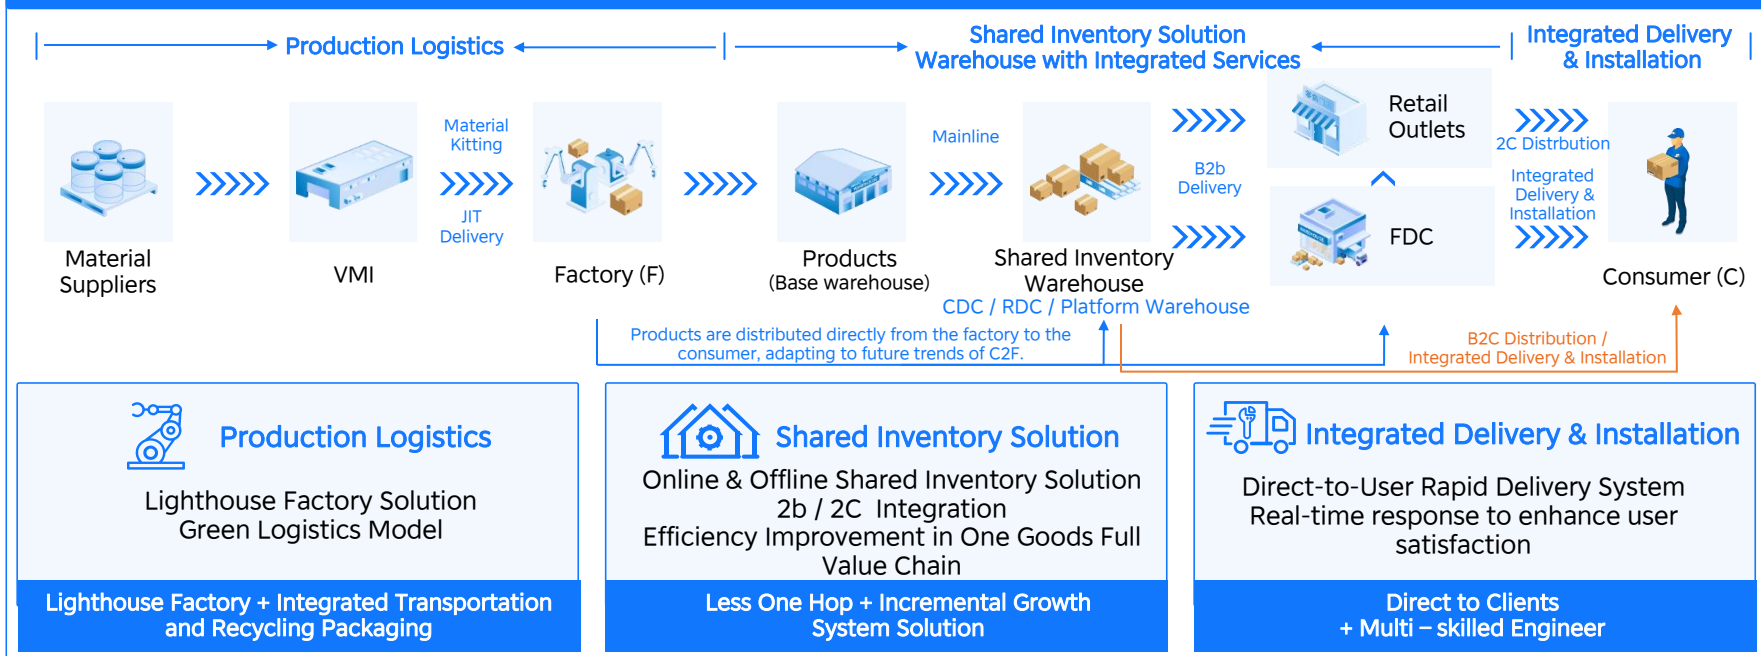 Production Logistics
Shared Inventory Solution
Warehouse with Integrated Services
Integrated Delivery
& Installation
Material
Suppliers
VMI
Material
Kitting
JIT
Delivery
Factory (F)
Products
(Base warehouse)
Mainline
Shared Inventory
Warehouse
CDC / RDC / Platform Warehouse
B2b
Delivery
Retail
Outlets
FDC
2C Distrbution
Integrated
Delivery &
Installation
Consumer (C)
Products are distributed directly from the factory to the
consumer, adapting to future trends of C2F.
B2C Distribution /
Integrated Delivery & Installation
Production Logistics
Lighthouse Factory Solution
Green Logistics Model
Lighthouse Factory + Integrated Transportation
and Recycling Packaging
Shared Inventory Solution
Online & Offline Shared Inventory Solution
2b / 2C Integration
Efficiency Improvement in One Goods Full
Value Chain
Less One Hop + Incremental Growth
System Solution
Integrated Delivery & Installation
Direct-to-User Rapid Delivery System
Real-time response to enhance user
satisfaction
Direct to Clients
+ Multi – skilled Engineer